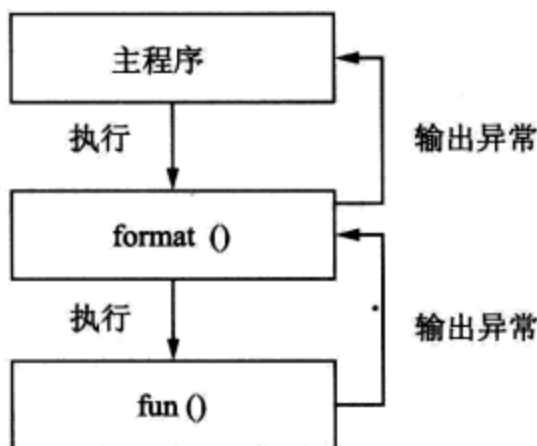 主程序
执行
输出异常
format ()
执行
输出异常
fun ()